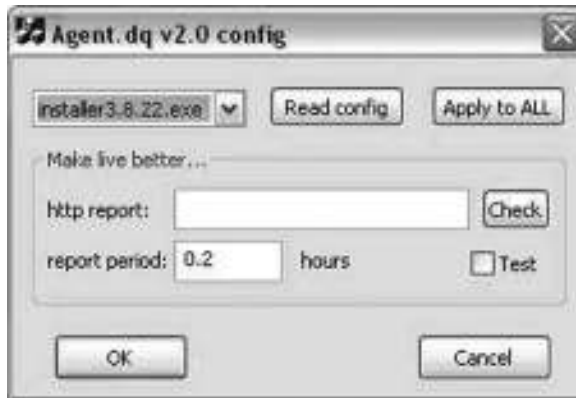 Agent.dq v2.0 config
installer3.8.22.exe Read config Apply to ALL
Make live better...
http report: Check
report period: 0.2 hours Test
OK Cancel